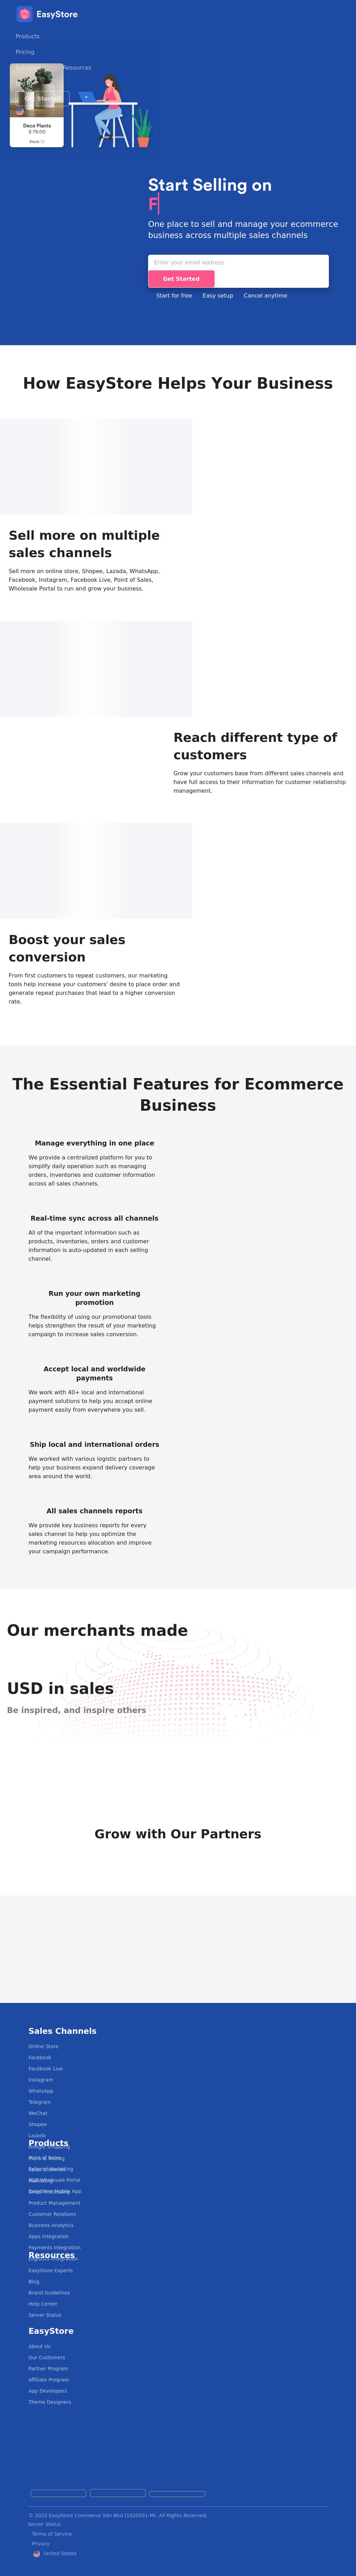 EasyStore
Products
Pricing
Resources
Get Started
Deco Plants
$79.00
Start Selling on
F
One place to sell and manage your ecommerce
business across multiple sales channels
Enter your email address
Get Started
Start for free Easy setup Cancel anytime
How EasyStore Helps Your Business
Sell more on multiple
sales channels
Sell more on online store, Shopee, Lazada, WhatsApp,
Facebook, Instagram, Facebook Live, Point of Sales,
Wholesale Portal to run and grow your business.
Reach different type of
customers
Grow your customers base from different sales channels and
have full access to their information for customer relationship
management.
Boost your sales
conversion
From first customers to repeat customers, our marketing
tools help increase your customers' desire to place order and
generate repeat purchases that lead to a higher conversion
rate.
The Essential Features for Ecommerce
Business
Manage everything in one place
We provide a centralized platform for you to
simplify daily operation such as managing
orders, inventories and customer information
across all sales channels.
Real-time sync across all channels
All of the important information such as
products, inventories, orders and customer
information is auto-updated in each selling
channel.
Run your own marketing
promotion
The flexibility of using our promotional tools
helps strengthen the result of your marketing
campaign to increase sales conversion.
Accept local and worldwide
payments
We work with 40+ local and international
payment solutions to help you accept online
payment easily from everywhere you sell.
Ship local and international orders
We worked with various logistic partners to
help your business expand delivery coverage
area around the world.
All sales channels reports
We provide key business reports for every
sales channel to help you optimize the
marketing resources allocation and improve
your campaign performance.
Our merchants made
USD in sales
Be inspired, and inspire others
Grow with Our Partners
Sales Channels
Online Store
Facebook
Facebook Live
Instagram
WhatsApp
Telegram
WeChat
Shopee
Lazada
Products
Product Management
Customer Relations
Business Analytics
Apps Integration
Payments Integration
Resources
EasyStore Experts
Blog
Brand Guidelines
Help Center
Server Status
EasyStore
About Us
Our Customers
Partner Program
Affiliate Program
App Developers
Theme Designers
© 2022 EasyStore Commerce Sdn Bhd (1020551-M). All Rights Reserved.
Server Status
Terms of Service
Privacy
United States